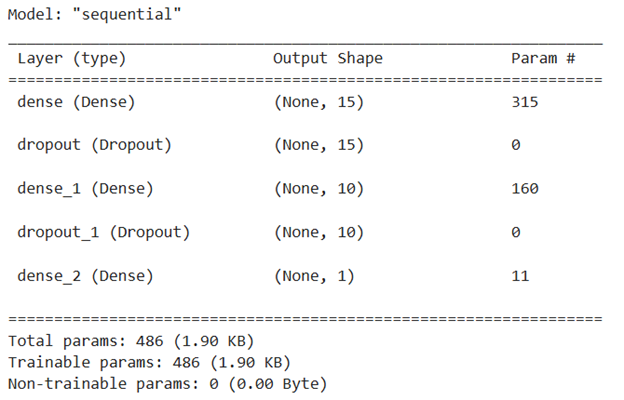 Model: "sequential"
_________________________________________________________________
Layer (type) Output Shape Param #
=================================================================
dense (Dense) (None, 15) 315
dropout (Dropout) (None, 15) 0
dense_1 (Dense) (None, 10) 160
dropout_1 (Dropout) (None, 10) 0
dense_2 (Dense) (None, 1) 11
=================================================================
Total params: 486 (1.90 KB)
Trainable params: 486 (1.90 KB)
Non-trainable params: 0 (0.00 Byte)